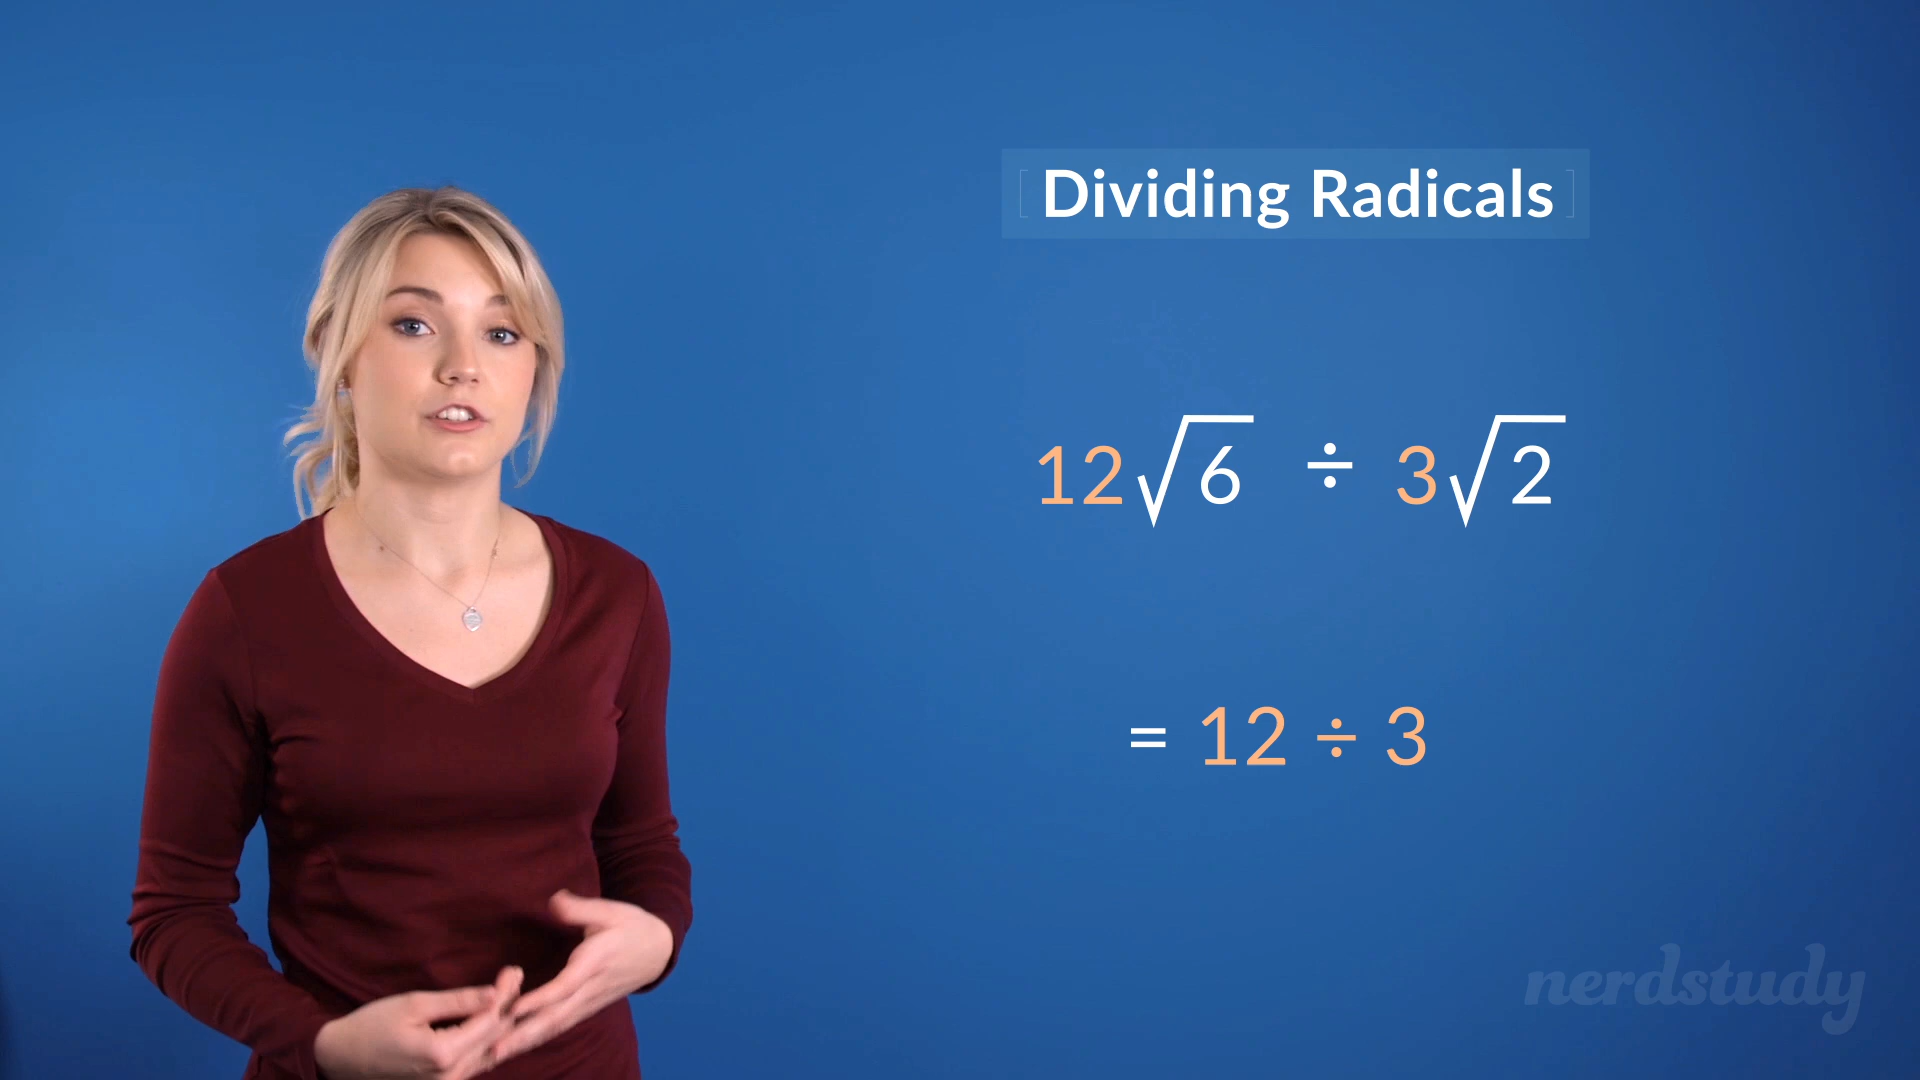 Dividing Radicals
12√6 ÷ 3√2
= 12 ÷ 3
nerdstudy